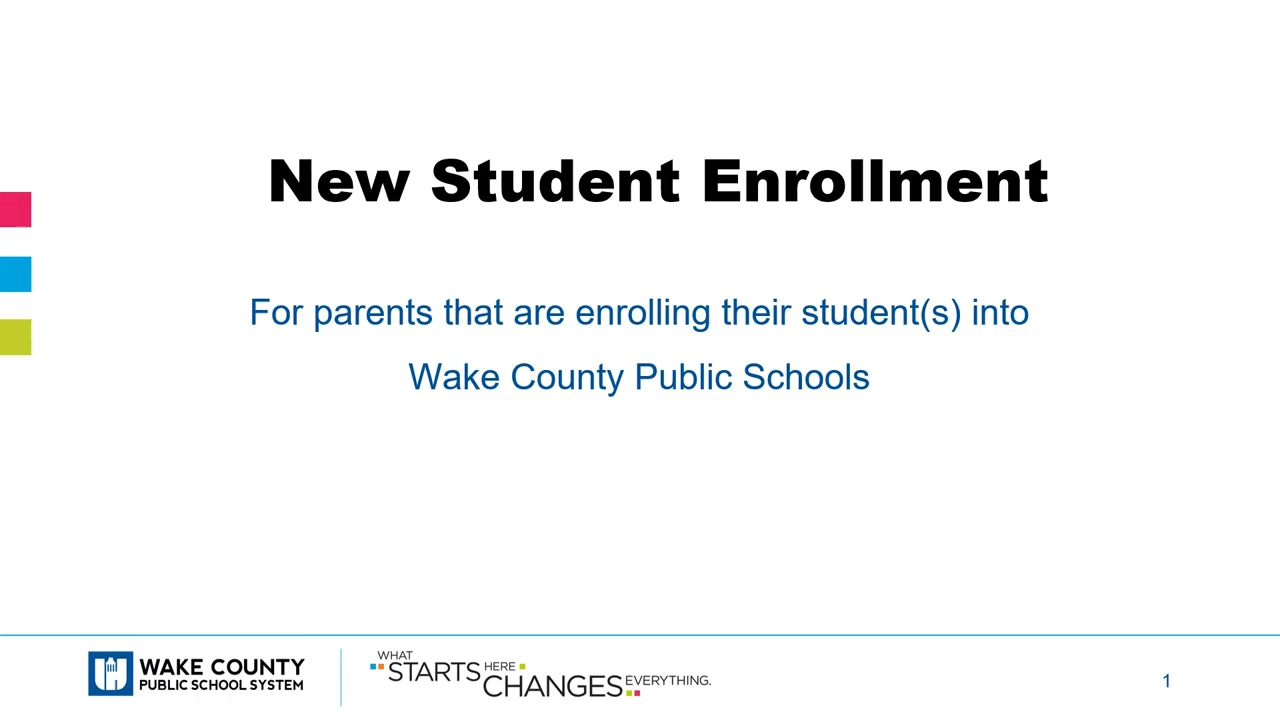 New Student Enrollment
For parents that are enrolling their student(s) into
Wake County Public Schools
WAKE COUNTY
PUBLIC SCHOOL SYSTEM
WHAT
STARTS HERE
CHANGES EVERYTHING.
1